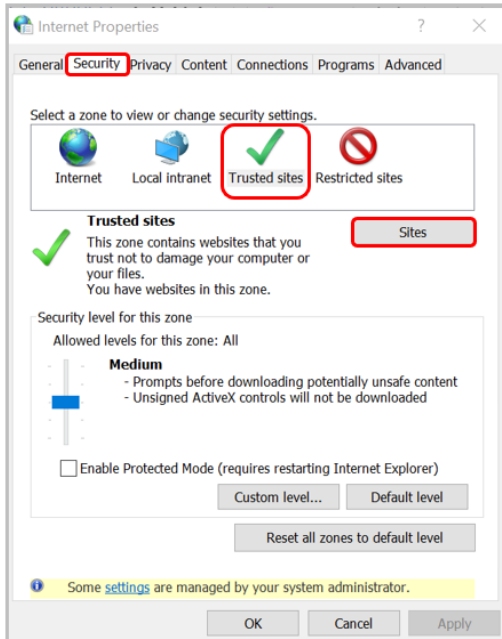 Internet Properties
?
General Security Privacy Content Connections Programs Advanced
Select a zone to view or change security settings.
Internet Local intranet Trusted sites Restricted sites
Trusted sites
Sites
This zone contains websites that you
trust not to damage your computer or
your files.
You have websites in this zone.
Security level for this zone
Allowed levels for this zone: All
Medium
- Prompts before downloading potentially unsafe content
- Unsigned ActiveX controls will not be downloaded
Enable Protected Mode (requires restarting Internet Explorer)
Custom level... Default level
Reset all zones to default level
Some settings are managed by your system administrator.
OK Cancel Apply